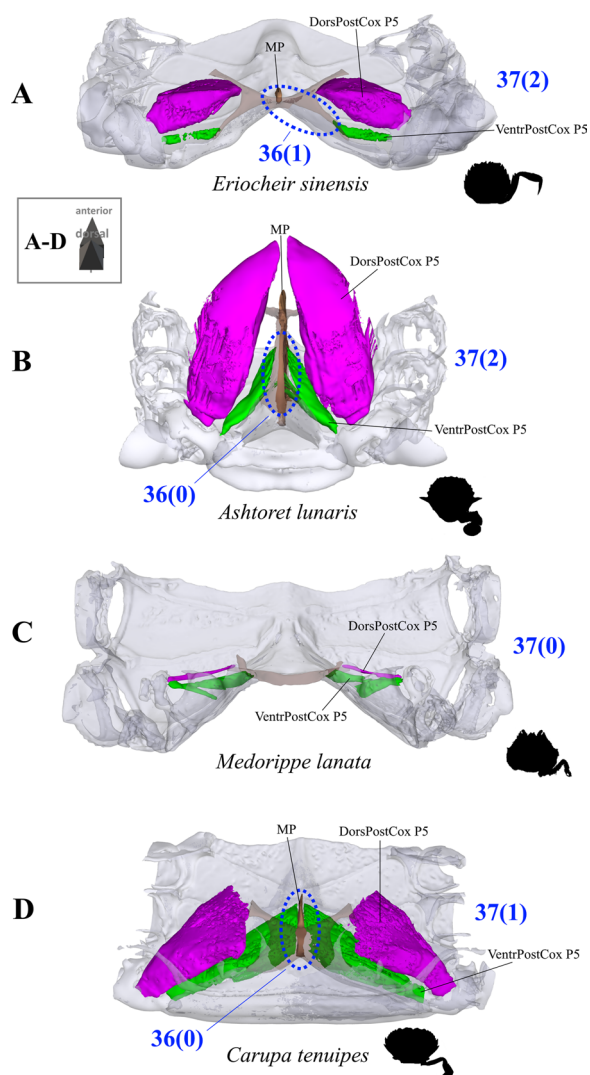 DorsPostCox P5
MP
37(2)
A
VentrPostCox P5
36(1)
Eriocheir sinensis
anterior
A-D
dorsal
MP
DorsPostCox P5
B
37(2)
VentrPostCox P5
36(0)
Ashtoret lunaris
C
DorsPostCox P5
37(0)
VentrPostCox P5
Medorippe lanata
MP
DorsPostCox P5
D
37(1)
VentrPostCox P5
36(0)
Carupa tenuipes